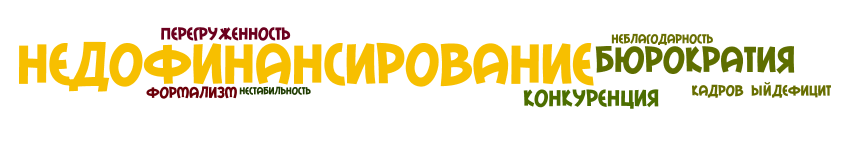 ПЕРЕГРУЖЕННОСТЬ
НЕБЛАГОДАРНОСТЬ
НЕДОФИНАНСИРОВАНИЕ
БЮРОКРАТИЯ
ФОРМАЛИЗМ
НЕСТАБИЛЬНОСТЬ
КОНКУРЕНЦИЯ
КАДРОВ ЫЙДЕФИЦИТ